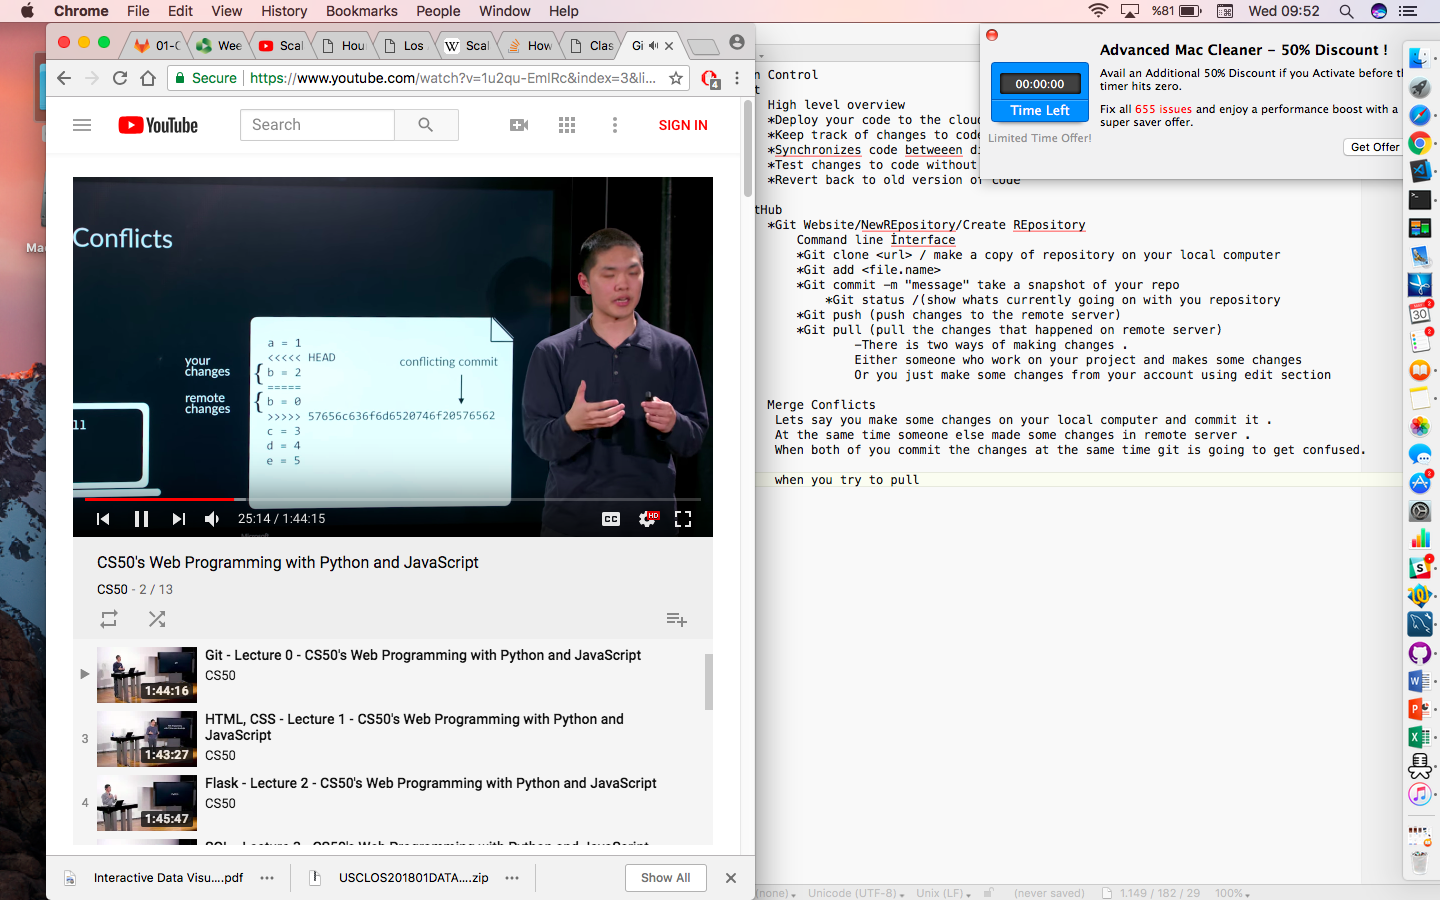 Chrome File Edit View History Bookmarks People Window Help %81 Wed 09:52
01-C Wee Scal Hou Los Scal How Clas Gi
Secure https://www.youtube.com/watch?v=1u2qu-EmIRc&index=3&li...
4
YouTube Search SIGN IN
Conflicts
a = 1
<<<<< HEAD
your changes { b = 2
=====
remote changes { b = 0
>>>>> 57656c636f6d6520746f20576562
c = 3
d = 4
e = 5
conflicting commit
11
25:14 / 1:44:15 CC HD
CS50's Web Programming with Python and JavaScript
CS50 - 2 / 13
Git - Lecture 0 - CS50's Web Programming with Python and JavaScript
CS50
1:44:16
3
HTML, CSS - Lecture 1 - CS50's Web Programming with Python and
JavaScript
CS50
1:43:27
4
Flask - Lecture 2 - CS50's Web Programming with Python and JavaScript
CS50
1:45:47
Interactive Data Visu....pdf USCLOS201801DATA....zip Show All
n Control
t
High level overview
*Deploy your code to the clou
*Keep track of changes to cod
*Synchronizes code betweeen d
*Test changes to code without
*Revert back to old version of code
tHub
*Git Website/NewREpository/Create REpository
Command line İnterface
*Git clone <url> / make a copy of repository on your local computer
*Git add <file.name>
*Git commit -m "message" take a snapshot of your repo
*Git status /(show whats currently going on with you repository
*Git push (push changes to the remote server)
*Git pull (pull the changes that happened on remote server)
-There is two ways of making changes .
Either someone who work on your project and makes some changes
Or you just make some changes from your account using edit section
Merge Conflicts
Lets say you make some changes on your local computer and commit it .
At the same time someone else made some changes in remote server .
When both of you commit the changes at the same time git is going to get confused.
when you try to pull
(none) Unicode (UTF-8) Unix (LF) (never saved) 1.149 / 182 / 29 100%
Advanced Mac Cleaner - 50% Discount !
00:00:00
Time Left
Limited Time Offer!
Avail an Additional 50% Discount if you Activate before th
timer hits zero.
Fix all 655 issues and enjoy a performance boost with a
super saver offer.
Get Offer
Ma
30